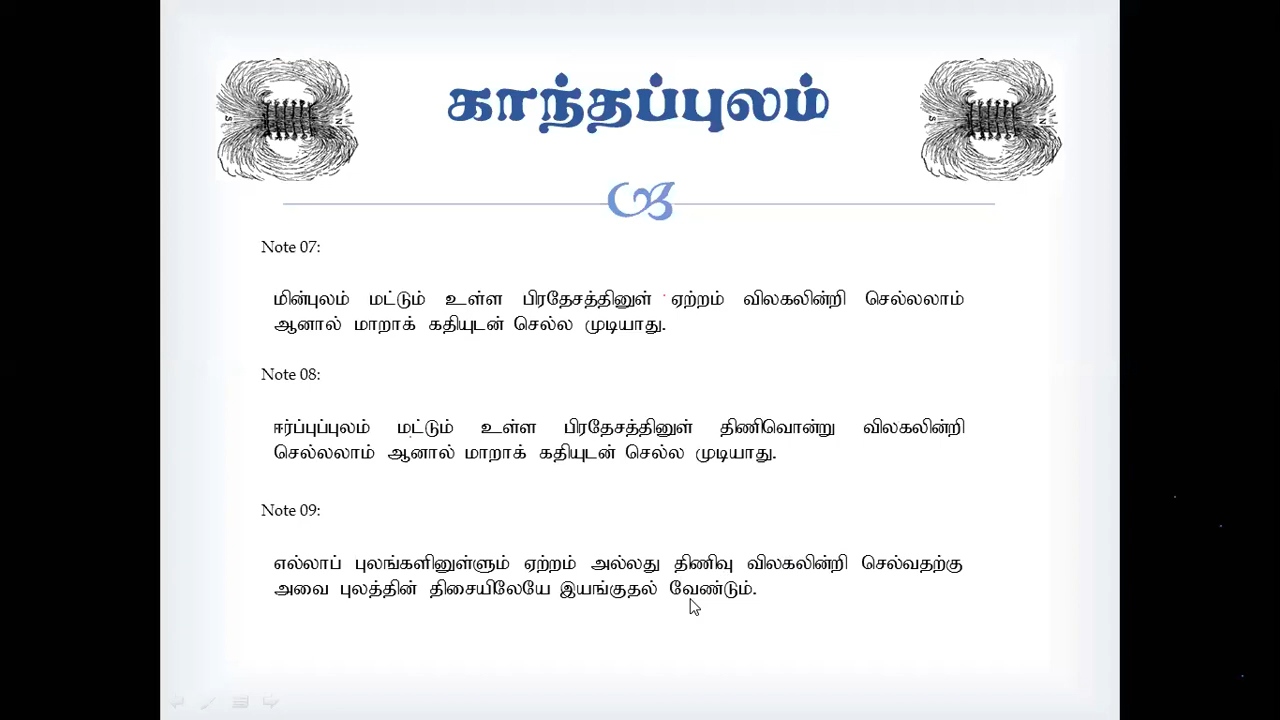 காந்தப்புலம்
Note 07:
மின்புலம் மட்டும் உள்ள பிரதேசத்தினுள் ஏற்றம் விலகலின்றி செல்லலாம்
ஆனால் மாறாக் கதியுடன் செல்ல முடியாது.
Note 08:
ஈர்ப்புப்புலம் மட்டும் உள்ள பிரதேசத்தினுள் திணிவொன்று விலகலின்றி
செல்லலாம் ஆனால் மாறாக் கதியுடன் செல்ல முடியாது.
Note 09:
எல்லாப் புலங்களினுள்ளும் ஏற்றம் அல்லது திணிவு விலகலின்றி செல்வதற்கு
அவை புலத்தின் திசையிலேயே இயங்குதல் வேண்டும்.
S N S N